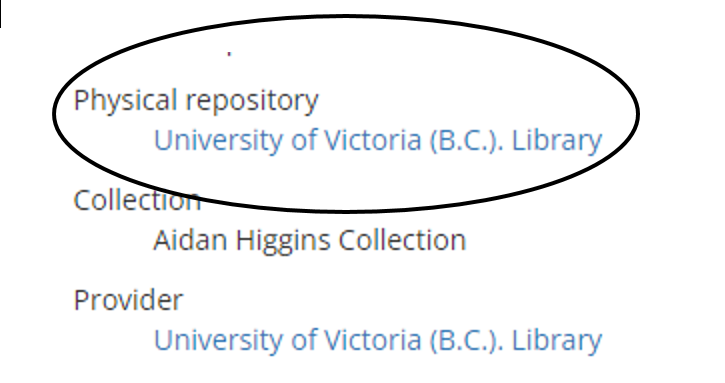 Physical repository
University of Victoria (B.C.). Library
Collection
Aidan Higgins Collection
Provider
University of Victoria (B.C.). Library